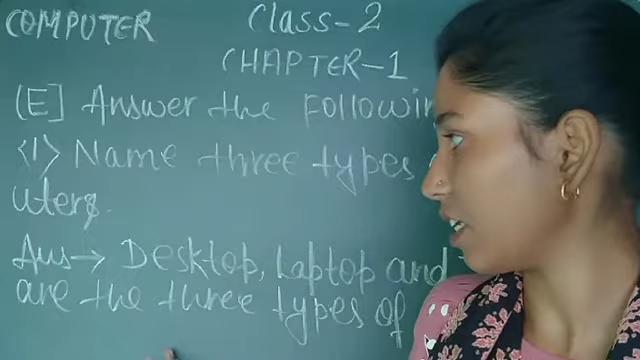 COMPUTER
Class-2
CHAPTER-1
[E] Answer the Followin
(1) Name three types
uters.
Ans→ Desktop, Laptop and
are the three types of